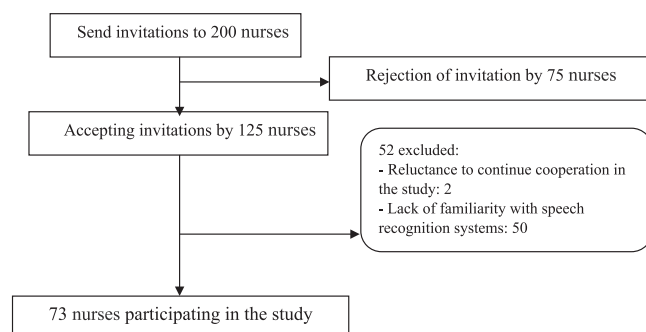 Send invitations to 200 nurses
Rejection of invitation by 75 nurses
Accepting invitations by 125 nurses
52 excluded:
- Reluctance to continue cooperation in
the study: 2
- Lack of familiarity with speech
recognition systems: 50
73 nurses participating in the study